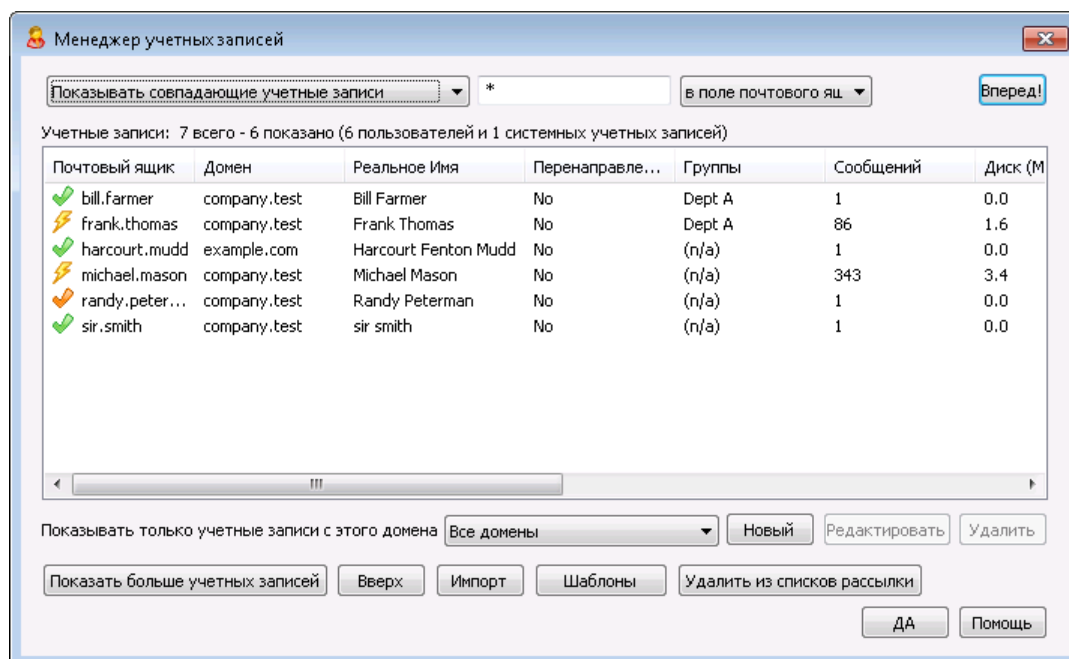 Менеджер учетных записей
Показывать совпадающие учетные записи * в поле почтового ящ Вперед!
Учетные записи: 7 всего - 6 показано (6 пользователей и 1 системных учетных записей)
Почтовый ящик Домен Реальное Имя Перенаправле... Группы Сообщений Диск (М
bill.farmer company.test Bill Farmer No Dept A 1 0.0
frank.thomas company.test Frank Thomas No Dept A 86 1.6
harcourt.mudd example.com Harcourt Fenton Mudd No (n/a) 1 0.0
michael.mason company.test Michael Mason No (n/a) 343 3.4
randy.peter... company.test Randy Peterman No (n/a) 1 0.0
sir.smith company.test sir smith No (n/a) 1 0.0
Показывать только учетные записи с этого домена Все домены Новый Редактировать Удалить
Показать больше учетных записей Вверх Импорт Шаблоны Удалить из списков рассылки
ДА Помощь